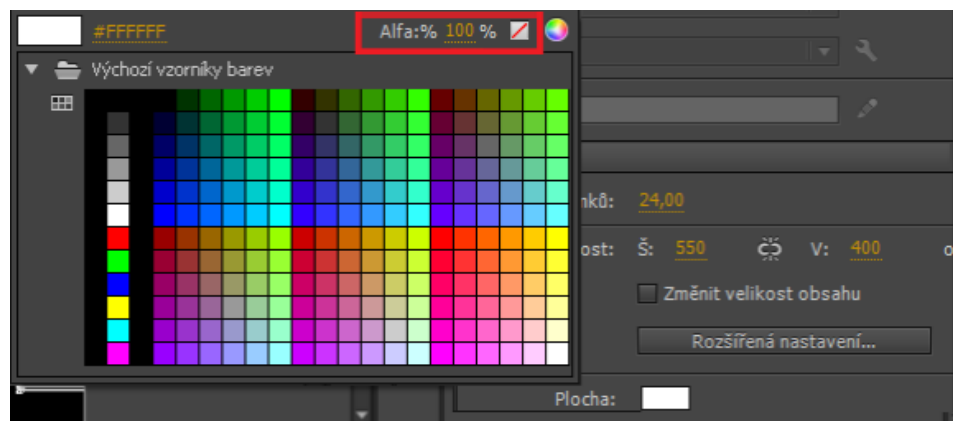 #FFFFFF Alfa:% 100 %
Výchozí vzorníky barev
nků: 24,00
ost: Š: 550 V: 400 o
Změnit velikost obsahu
Rozšířená nastavení...
Plocha: